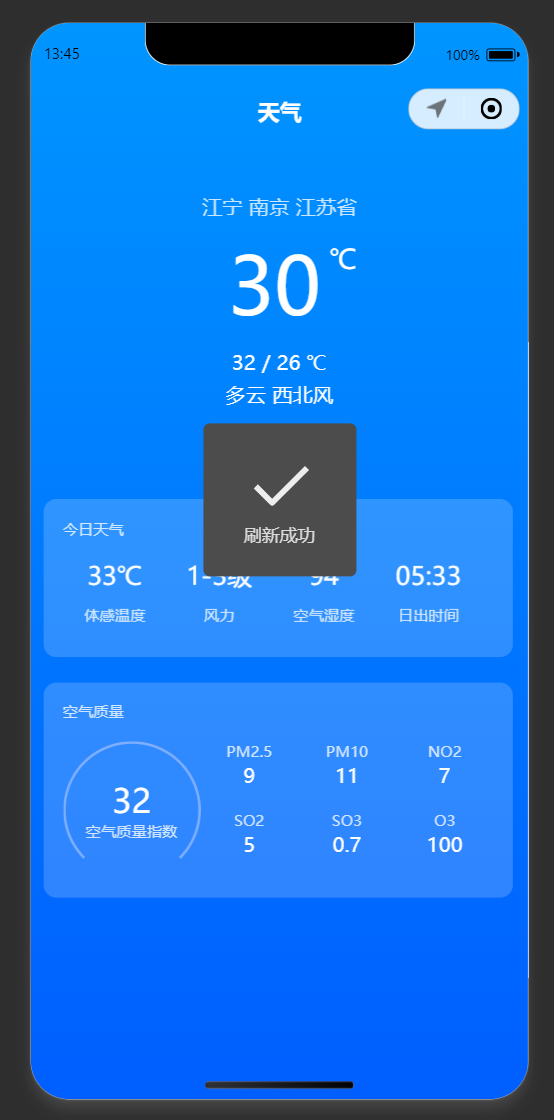 13:45 100%
天气
江宁 南京 江苏省
30 ℃
32 / 26 ℃
多云 西北风
刷新成功
今日天气
33℃ 94 05:33
体感温度 风力 空气湿度 日出时间
空气质量
PM2.5 PM10 NO2
9 11 7
32
空气质量指数
SO2 SO3 O3
5 0.7 100